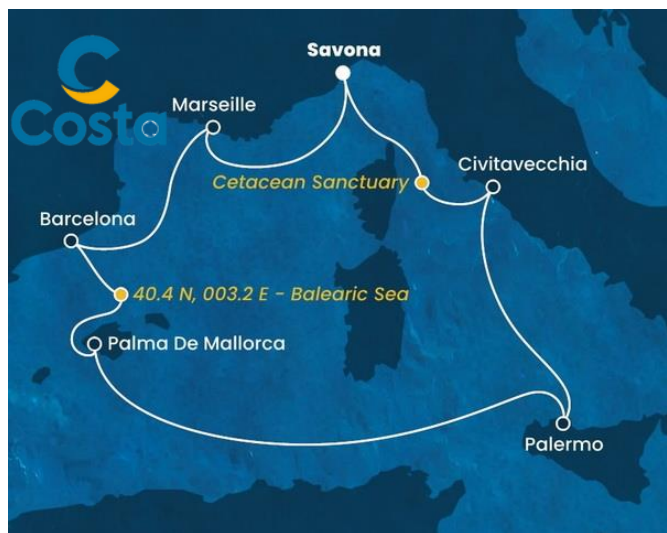 Costa
Savona
Marseille
Cetacean Sanctuary
Civitavecchia
Barcelona
40.4 N, 003.2 E - Balearic Sea
Palma De Mallorca
Palermo